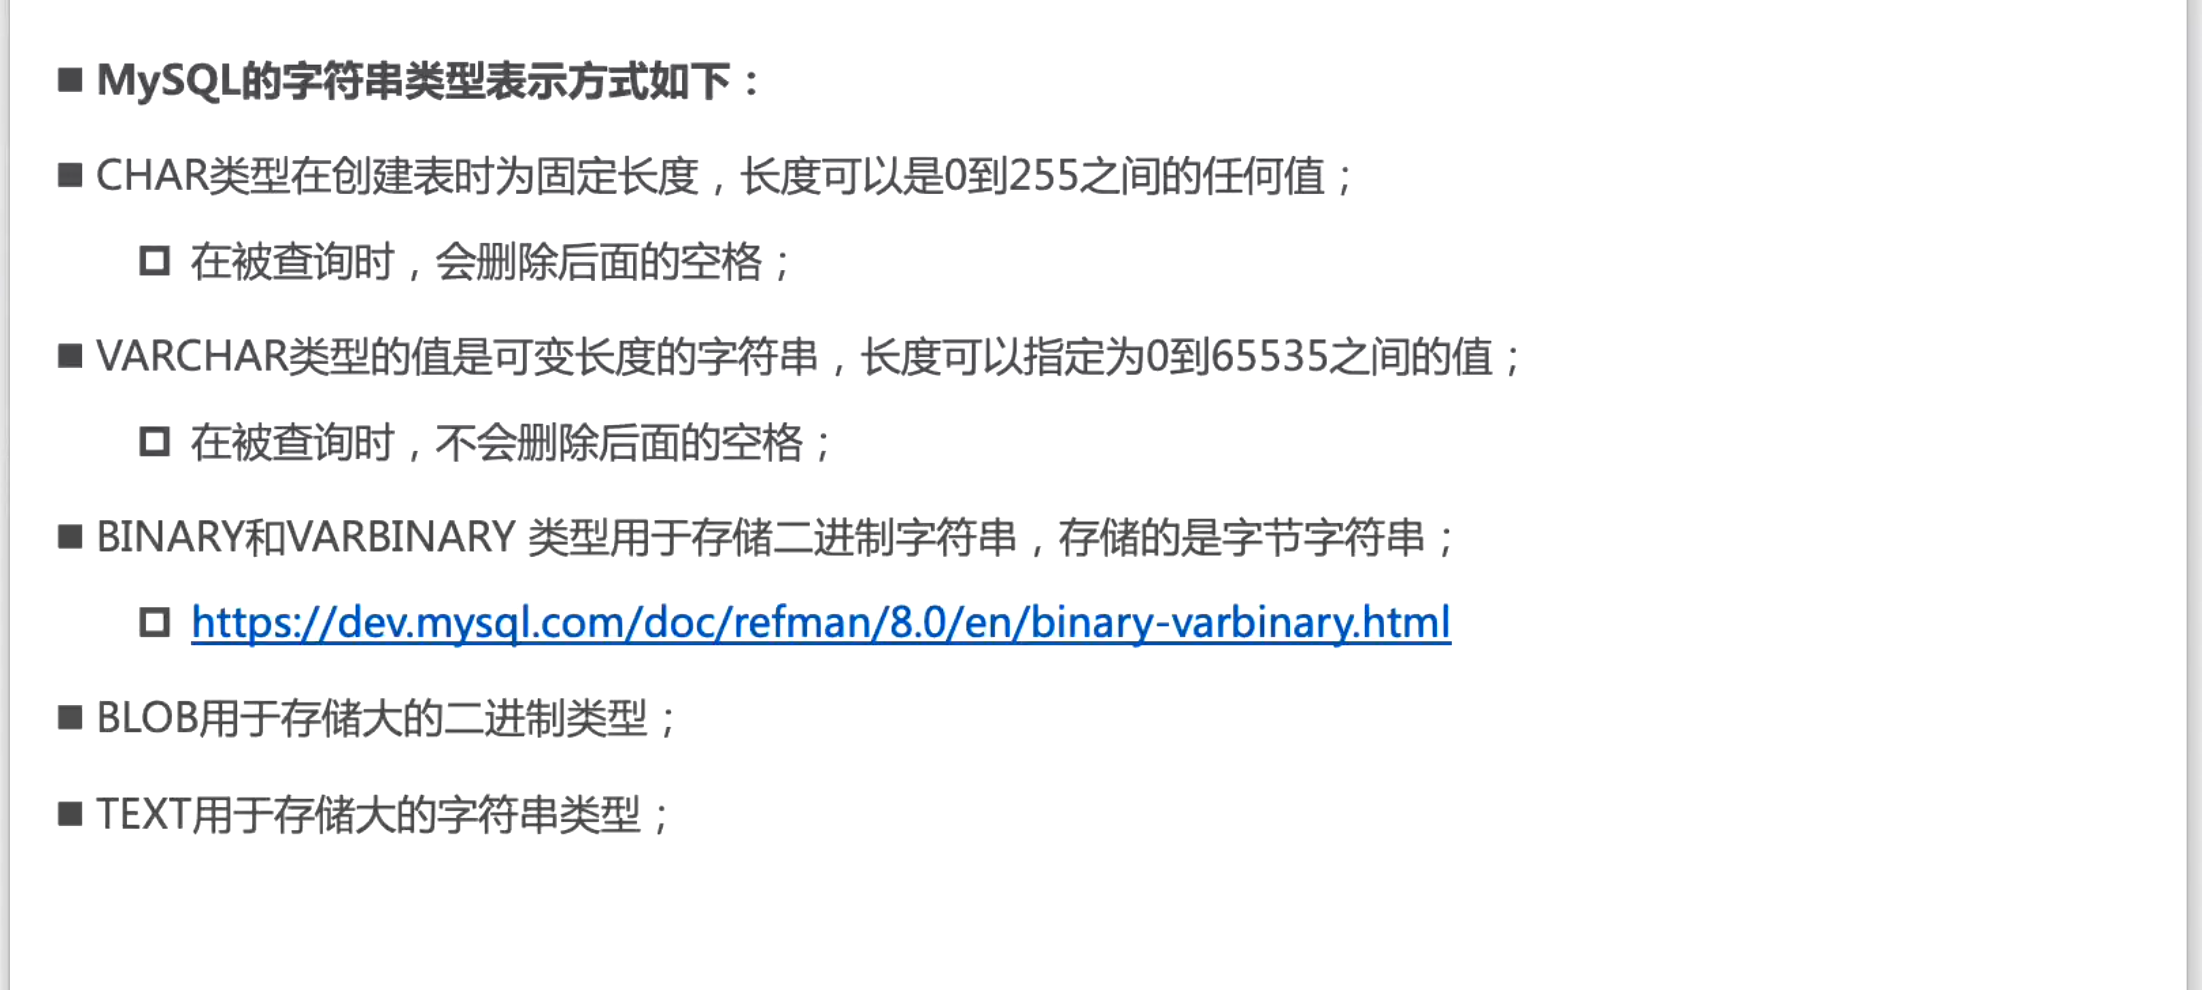 ■ MySQL的字符串类型表示方式如下：
■ CHAR类型在创建表时为固定长度，长度可以是0到255之间的任何值；
□ 在被查询时，会删除后面的空格；
■ VARCHAR类型的值是可变长度的字符串，长度可以指定为0到65535之间的值；
□ 在被查询时，不会删除后面的空格；
■ BINARY和VARBINARY 类型用于存储二进制字符串，存储的是字节字符串；
□ https://dev.mysql.com/doc/refman/8.0/en/binary-varbinary.html
■ BLOB用于存储大的二进制类型；
■ TEXT用于存储大的字符串类型；